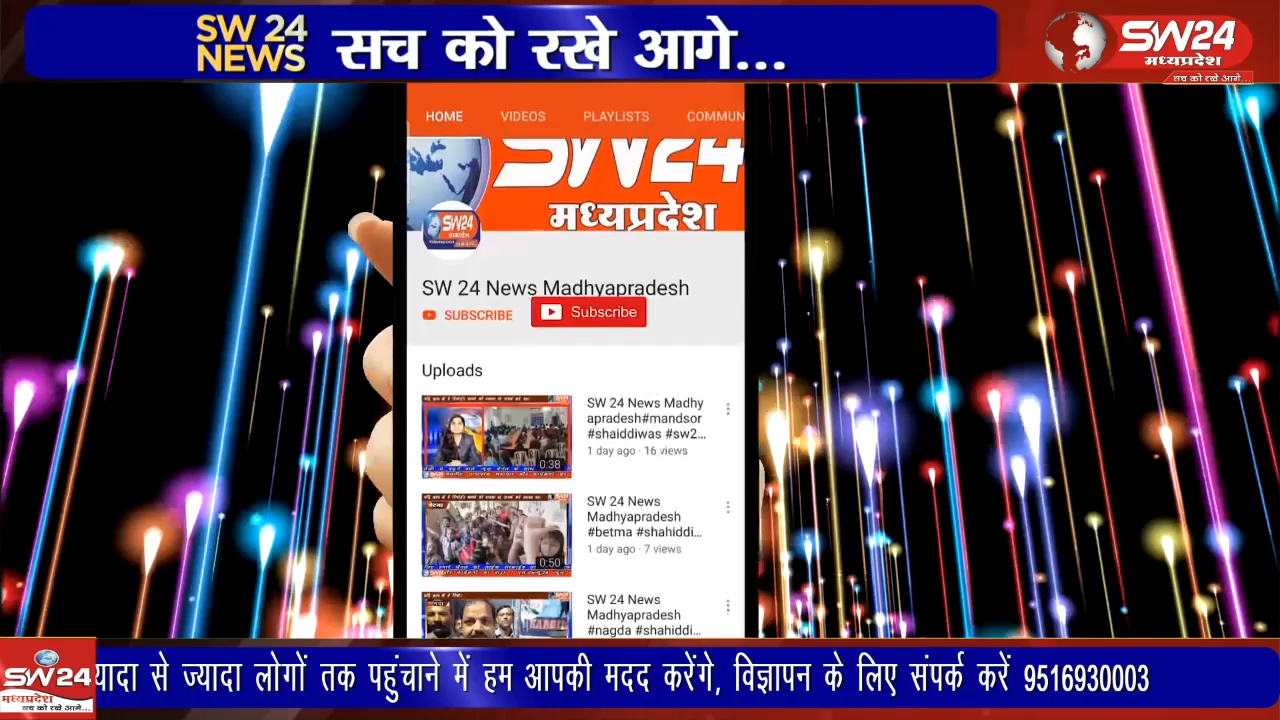 SW 24
NEWS
सच को रखे आगे...
SW24
मध्यप्रदेश
सच को रखे आगे...
HOME VIDEOS PLAYLISTS COMMUN
SW24
मध्यप्रदेश
SW24
SW 24 News Madhyapradesh
SUBSCRIBE
Subscribe
Uploads
SW 24 News Madhy
apradesh#mandsor
#shaiddiwas #sw2...
1 day ago · 16 views
0:38
SW 24 News
Madhyapradesh
#betma #shahiddi...
1 day ago · 7 views
0:50
SW 24 News
Madhyapradesh
#nagda #shahiddi...
SW24
मध्यप्रदेश
सच को रखे आगे...
यादा से ज्यादा लोगों तक पहुंचाने में हम आपकी मदद करेंगे, विज्ञापन के लिए संपर्क करें 9516930003